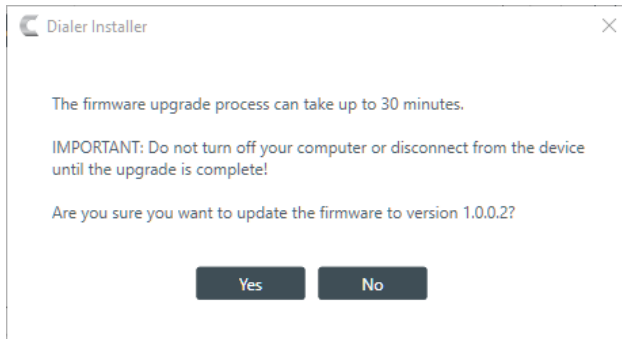 Dialer Installer
The firmware upgrade process can take up to 30 minutes.
IMPORTANT: Do not turn off your computer or disconnect from the device
until the upgrade is complete!
Are you sure you want to update the firmware to version 1.0.0.2?
Yes No